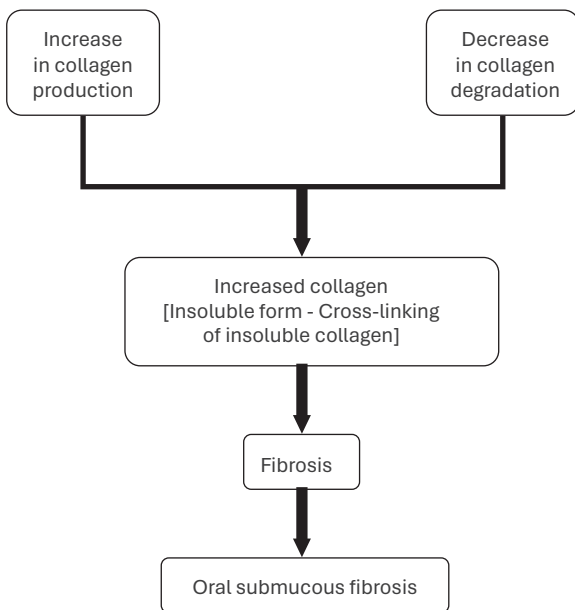 Increase
in collagen
production
Decrease
in collagen
degradation
Increased collagen
[Insoluble form - Cross-linking
of insoluble collagen]
Fibrosis
Oral submucous fibrosis